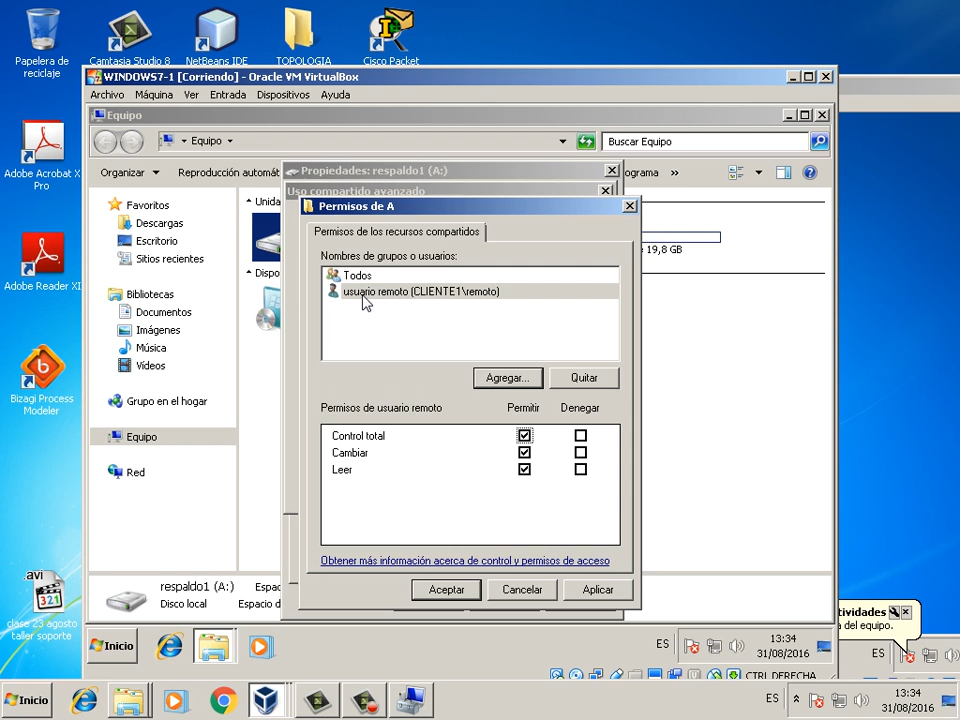 Papelera de
reciclaje
Camtasia Studio 8
NetBeans IDE
TOPOLOGIA
Cisco Packet
Adobe Acrobat X
Pro
Adobe Reader XI
Bizagi Process
Modeler
.avi
clase 23 agosto
taller soporte
WINDOWS7-1 [Corriendo] - Oracle VM VirtualBox
Archivo Máquina Ver Entrada Dispositivos Ayuda
Equipo
Equipo
Buscar Equipo
Organizar Reproducción automát
ograma »
Favoritos
Descargas
Escritorio
Sitios recientes
Bibliotecas
Documentos
Imágenes
Música
Vídeos
Grupo en el hogar
Equipo
Red
Unida
Dispo
e 19,8 GB
respaldo1 (A:) Espac
Disco local Espacio d
Propiedades: respaldo1 (A:)
Uso compartido avanzado
Permisos de A
Permisos de los recursos compartidos
Nombres de grupos o usuarios:
Todos
usuario remoto (CLIENTE1\remoto)
Agregar... Quitar
Permisos de usuario remoto Permitir Denegar
Control total
Cambiar
Leer
Obtener más información acerca de control y permisos de acceso
Aceptar Cancelar Aplicar
Inicio
ES
13:34
31/08/2016
CTRL DERECHA
tividades
a del equipo.
ES
Inicio
ES
13:34
31/08/2016